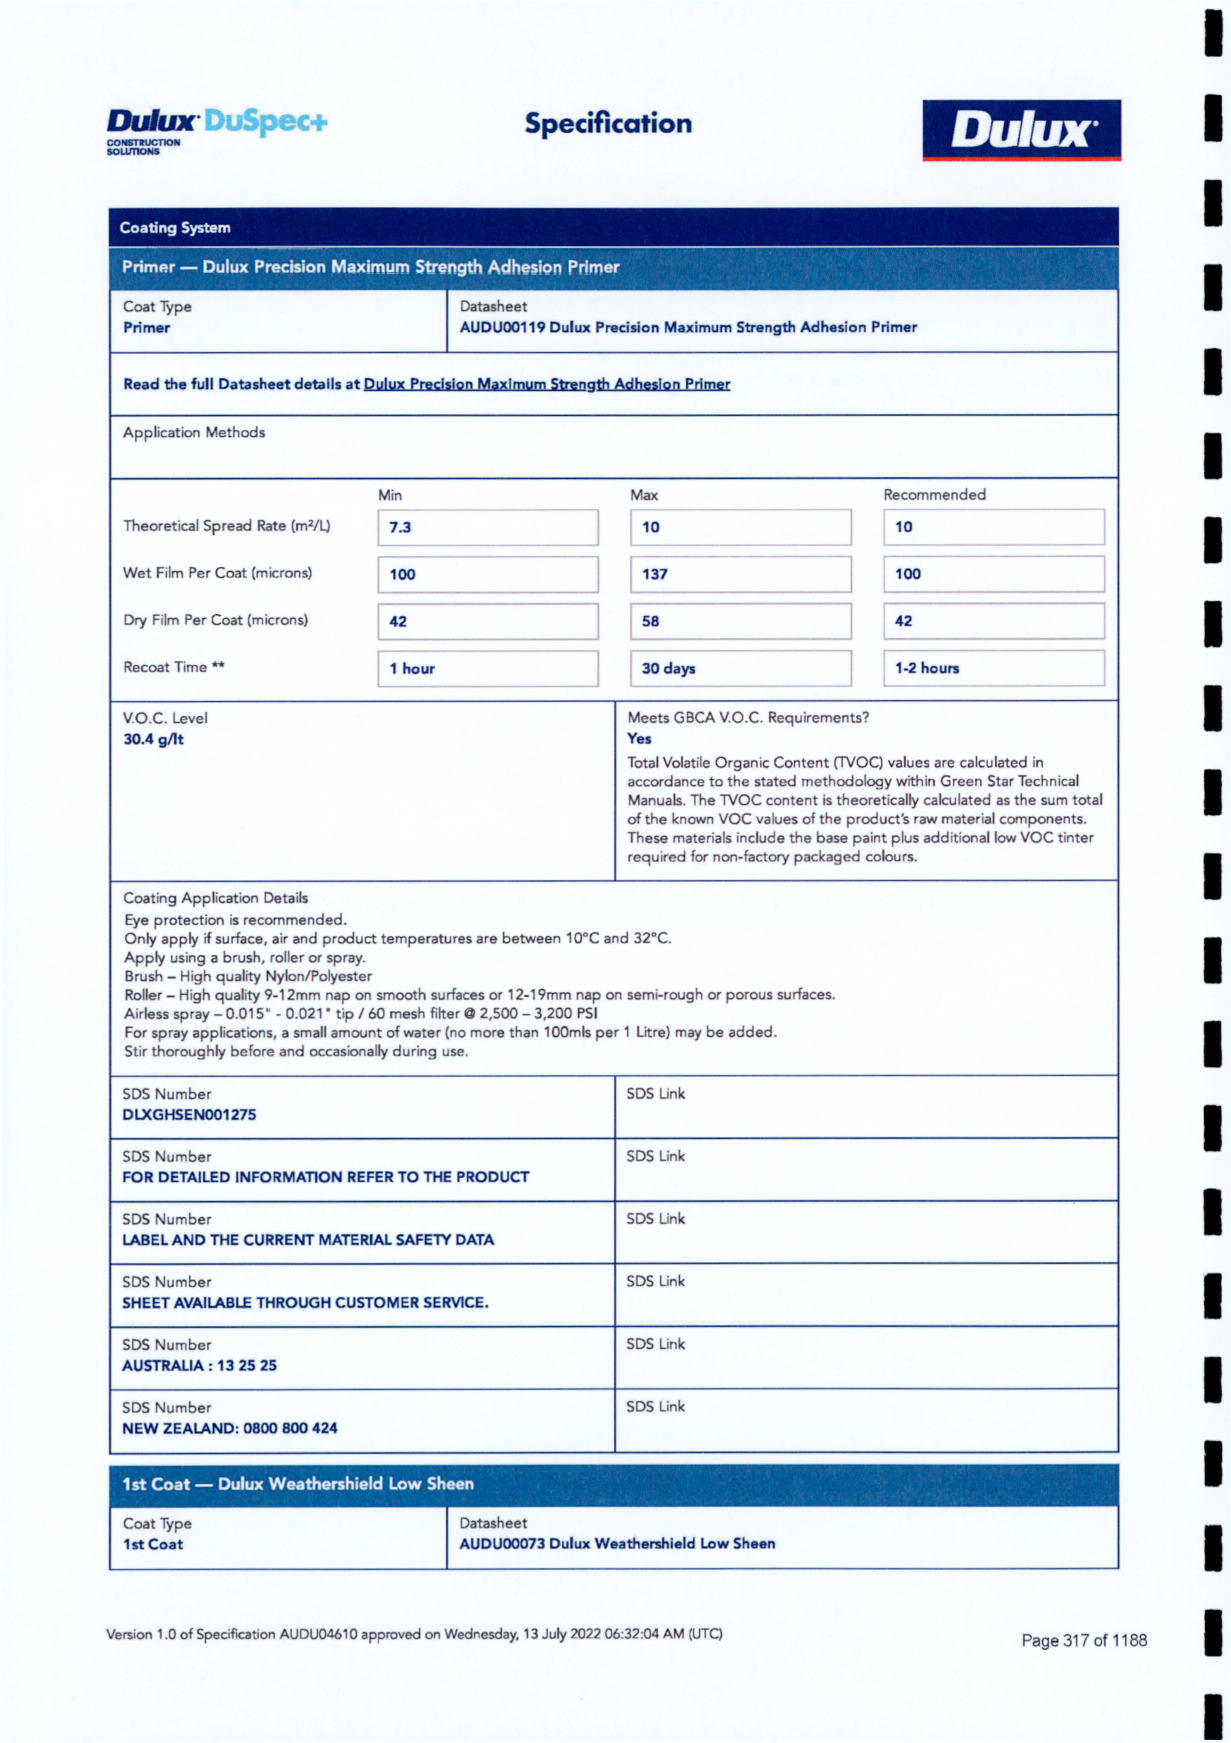 Dulux DuSpec+
CONSTRUCTION
SOLUTIONS
Specification
Dulux
Coating System
Primer — Dulux Precision Maximum Strength Adhesion Primer
Coat Type
Primer
Datasheet
AUDU00119 Dulux Precision Maximum Strength Adhesion Primer
Read the full Datasheet details at Dulux Precision Maximum Strength Adhesion Primer
Application Methods
Min Max Recommended
Theoretical Spread Rate (m²/L) 7.3 10 10
Wet Film Per Coat (microns) 100 137 100
Dry Film Per Coat (microns) 42 58 42
Recoat Time ** 1 hour 30 days 1-2 hours
V.O.C. Level
30.4 g/lt
Meets GBCA V.O.C. Requirements?
Yes
Total Volatile Organic Content (TVOC) values are calculated in
accordance to the stated methodology within Green Star Technical
Manuals. The TVOC content is theoretically calculated as the sum total
of the known VOC values of the product's raw material components.
These materials include the base paint plus additional low VOC tinter
required for non-factory packaged colours.
Coating Application Details
Eye protection is recommended.
Only apply if surface, air and product temperatures are between 10°C and 32°C.
Apply using a brush, roller or spray.
Brush – High quality Nylon/Polyester
Roller – High quality 9-12mm nap on smooth surfaces or 12-19mm nap on semi-rough or porous surfaces.
Airless spray – 0.015" - 0.021" tip / 60 mesh filter @ 2,500 – 3,200 PSI
For spray applications, a small amount of water (no more than 100mls per 1 Litre) may be added.
Stir thoroughly before and occasionally during use.
SDS Number
DLXGHSEN001275
SDS Link
SDS Number
FOR DETAILED INFORMATION REFER TO THE PRODUCT
SDS Link
SDS Number
LABEL AND THE CURRENT MATERIAL SAFETY DATA
SDS Link
SDS Number
SHEET AVAILABLE THROUGH CUSTOMER SERVICE.
SDS Link
SDS Number
AUSTRALIA : 13 25 25
SDS Link
SDS Number
NEW ZEALAND: 0800 800 424
SDS Link
1st Coat — Dulux Weathershield Low Sheen
Coat Type
1st Coat
Datasheet
AUDU00073 Dulux Weathershield Low Sheen
Version 1.0 of Specification AUDU04610 approved on Wednesday, 13 July 2022 06:32:04 AM (UTC)
Page 317 of 1188